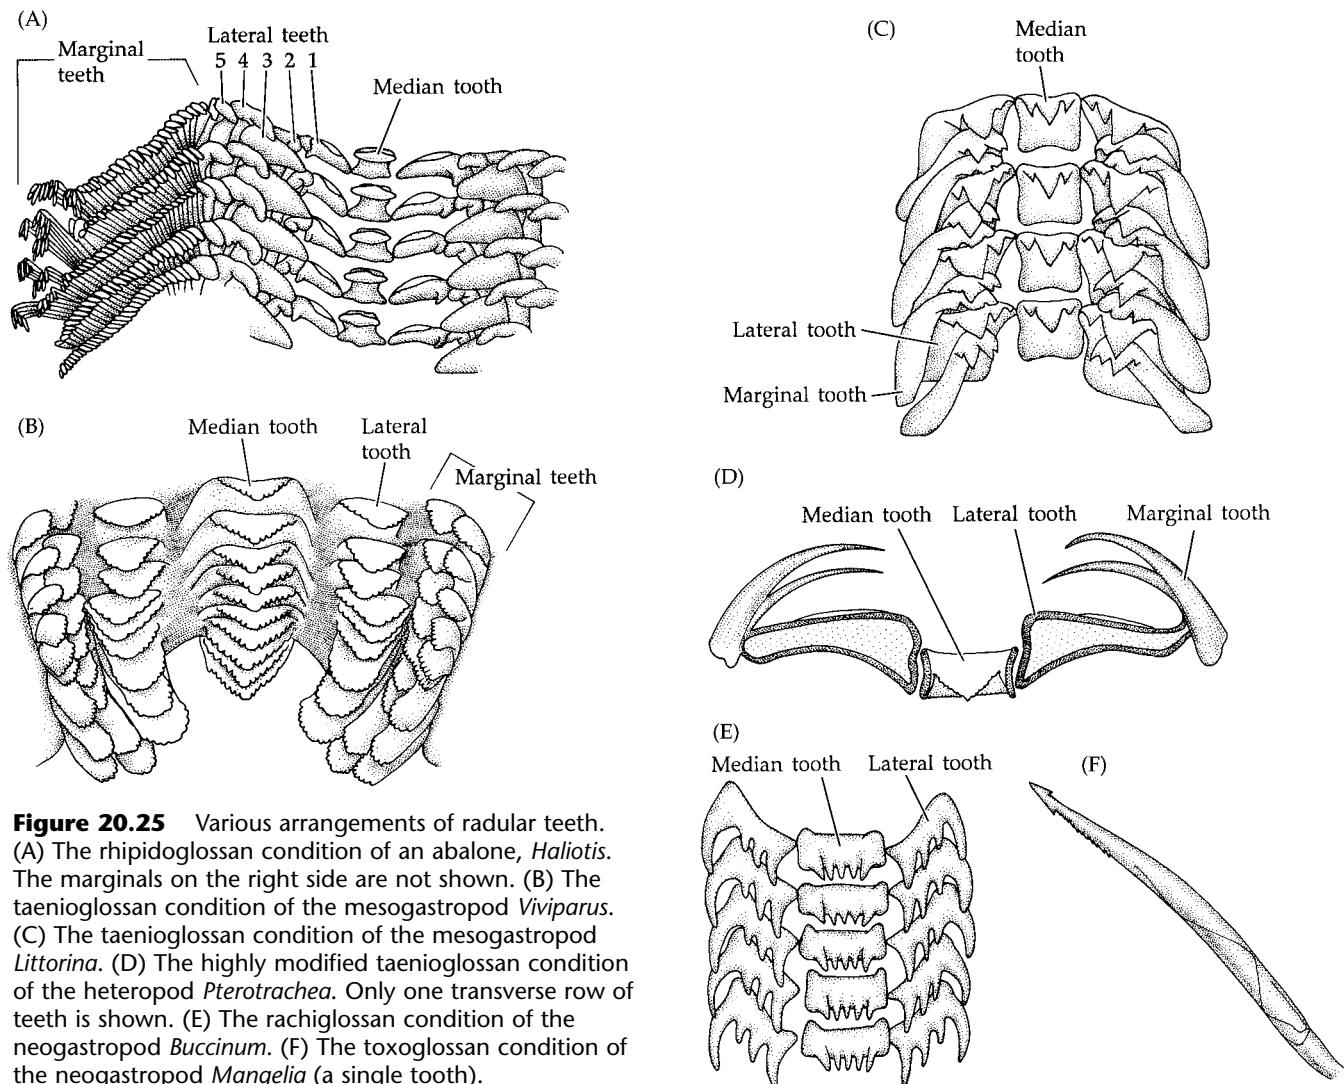 (A)
Marginal
teeth
Lateral teeth
5 4 3 2 1
Median tooth
(B)
Median tooth
Lateral
tooth
Marginal teeth
Figure 20.25 Various arrangements of radular teeth.
(A) The rhipidoglossan condition of an abalone, Haliotis.
The marginals on the right side are not shown. (B) The
taenioglossan condition of the mesogastropod Viviparus.
(C) The taenioglossan condition of the mesogastropod
Littorina. (D) The highly modified taenioglossan condition
of the heteropod Pterotrachea. Only one transverse row of
teeth is shown. (E) The rachiglossan condition of the
neogastropod Buccinum. (F) The toxoglossan condition of
the neogastropod Mangelia (a single tooth).
(C)
Median
tooth
Lateral tooth
Marginal tooth
(D)
Median tooth Lateral tooth Marginal tooth
(E)
Median tooth Lateral tooth
(F)